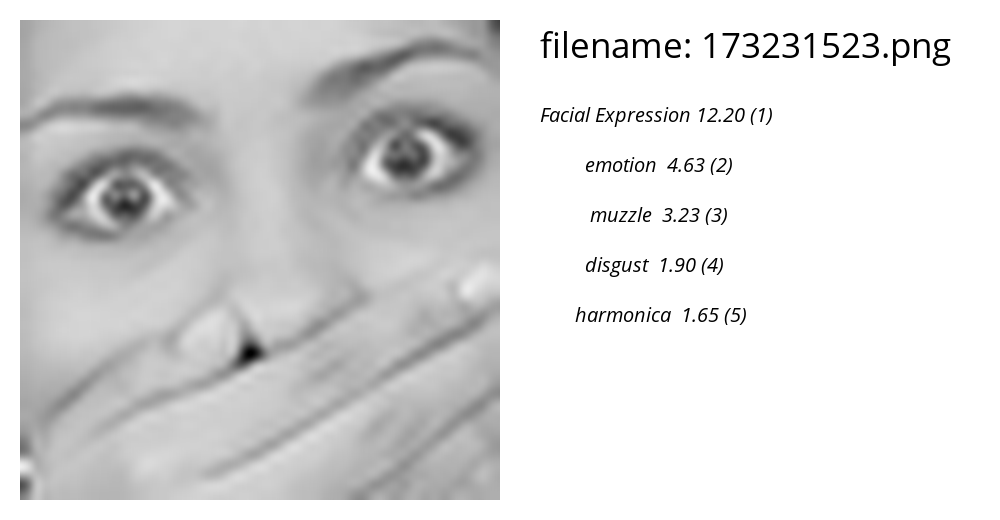 filename: 173231523.png
Facial Expression 12.20 (1)
emotion 4.63 (2)
muzzle 3.23 (3)
disgust 1.90 (4)
harmonica 1.65 (5)